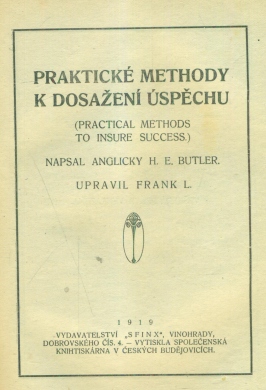 PRAKTICKÉ METHODY
K DOSAŽENÍ ÚSPĚCHU
(PRACTICAL METHODS
TO INSURE SUCCESS.)
NAPSAL ANGLICKY H. E. BUTLER.
UPRAVIL FRANK L.
1919
VYDAVATELSTVÍ „SFINX“, VINOHRADY,
DOBROVSKÉHO ČÍS. 4. – VYTISKLA SPOLEČENSKÁ
KNIHTISKÁRNA V ČESKÝCH BUDĚJOVICÍCH.